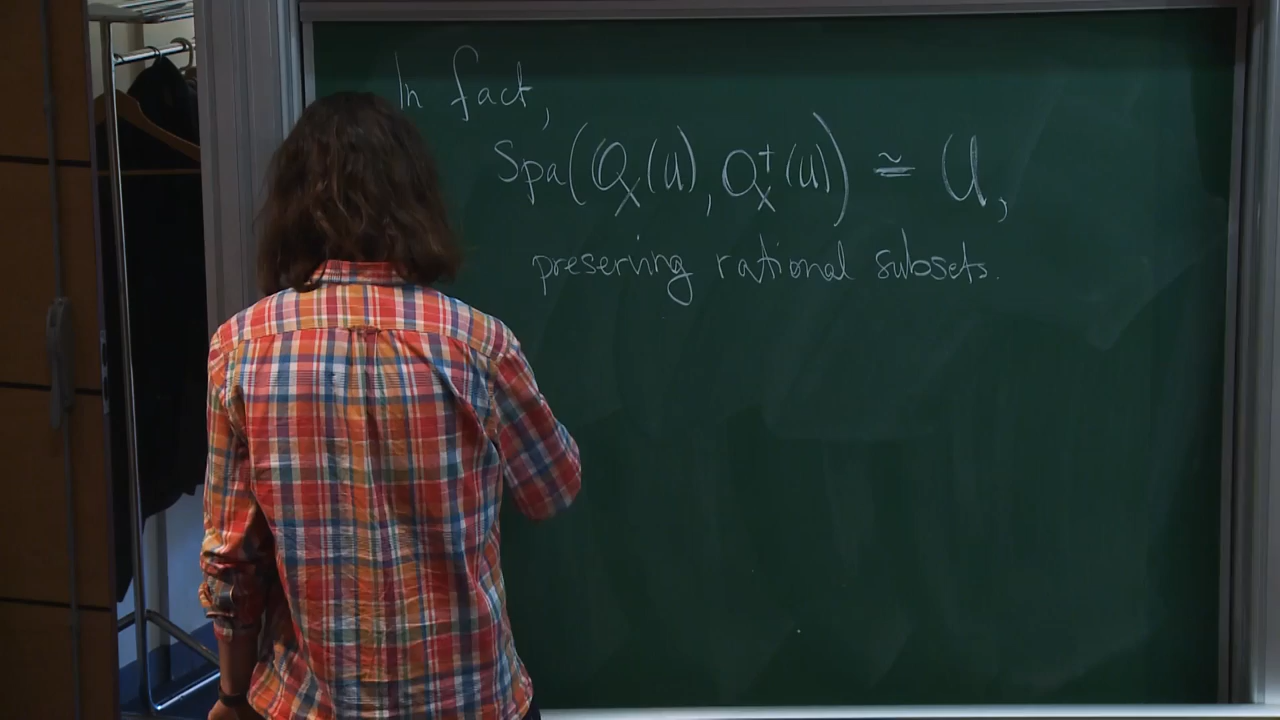 In fact,
Spa(O_X(U), O_X^+(U)) ≅ U,
preserving rational subsets.